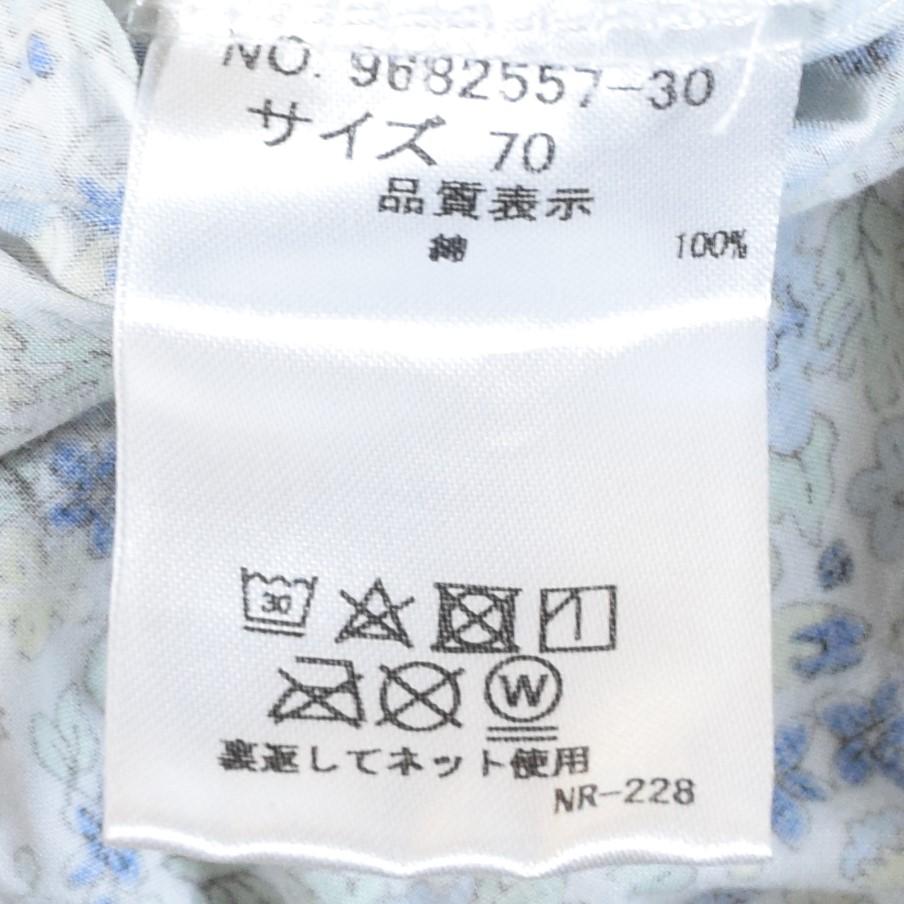 NO. 9682557-30
サイズ 70
品質表示
綿 100%
30
W
裏返してネット使用
NR-228